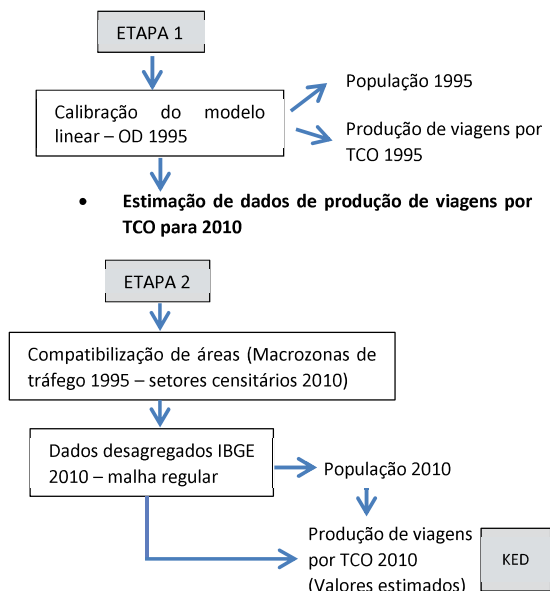 ETAPA 1
Calibração do modelo
linear – OD 1995
População 1995
Produção de viagens por
TCO 1995
• Estimação de dados de produção de viagens por
TCO para 2010
ETAPA 2
Compatibilização de áreas (Macrozonas de
tráfego 1995 – setores censitários 2010)
Dados desagregados IBGE
2010 – malha regular
População 2010
Produção de viagens
por TCO 2010
(Valores estimados)
KED